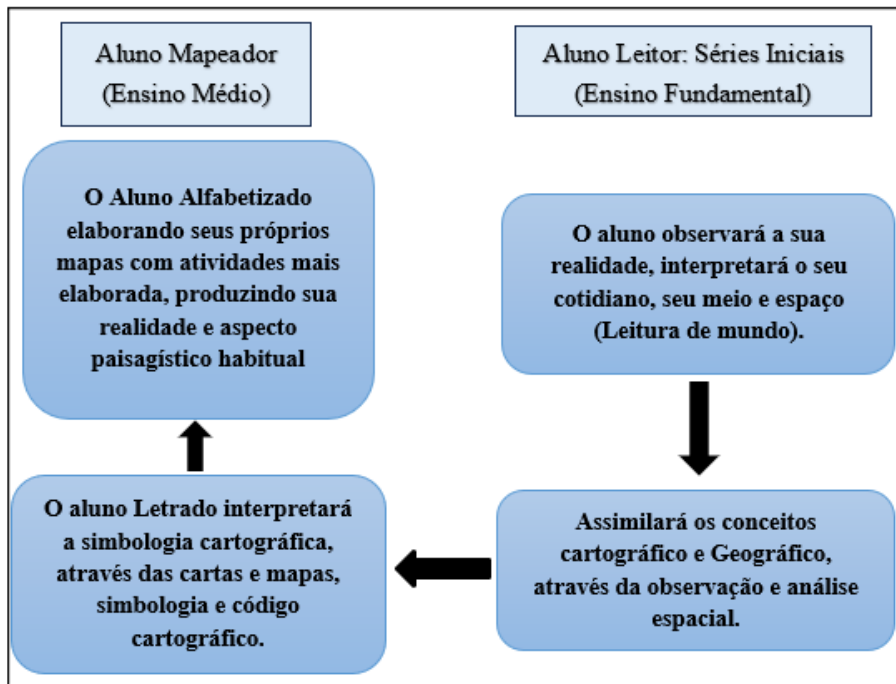 Aluno Mapeador
(Ensino Médio)
Aluno Leitor: Séries Iniciais
(Ensino Fundamental)
O Aluno Alfabetizado
elaborando seus próprios
mapas com atividades mais
elaborada, produzindo sua
realidade e aspecto
paisagístico habitual
O aluno observará a sua
realidade, interpretará o seu
cotidiano, seu meio e espaço
(Leitura de mundo).
O aluno Letrado interpretará
a simbologia cartográfica,
através das cartas e mapas,
simbologia e código
cartográfico.
Assimilará os conceitos
cartográfico e Geográfico,
através da observação e análise
espacial.